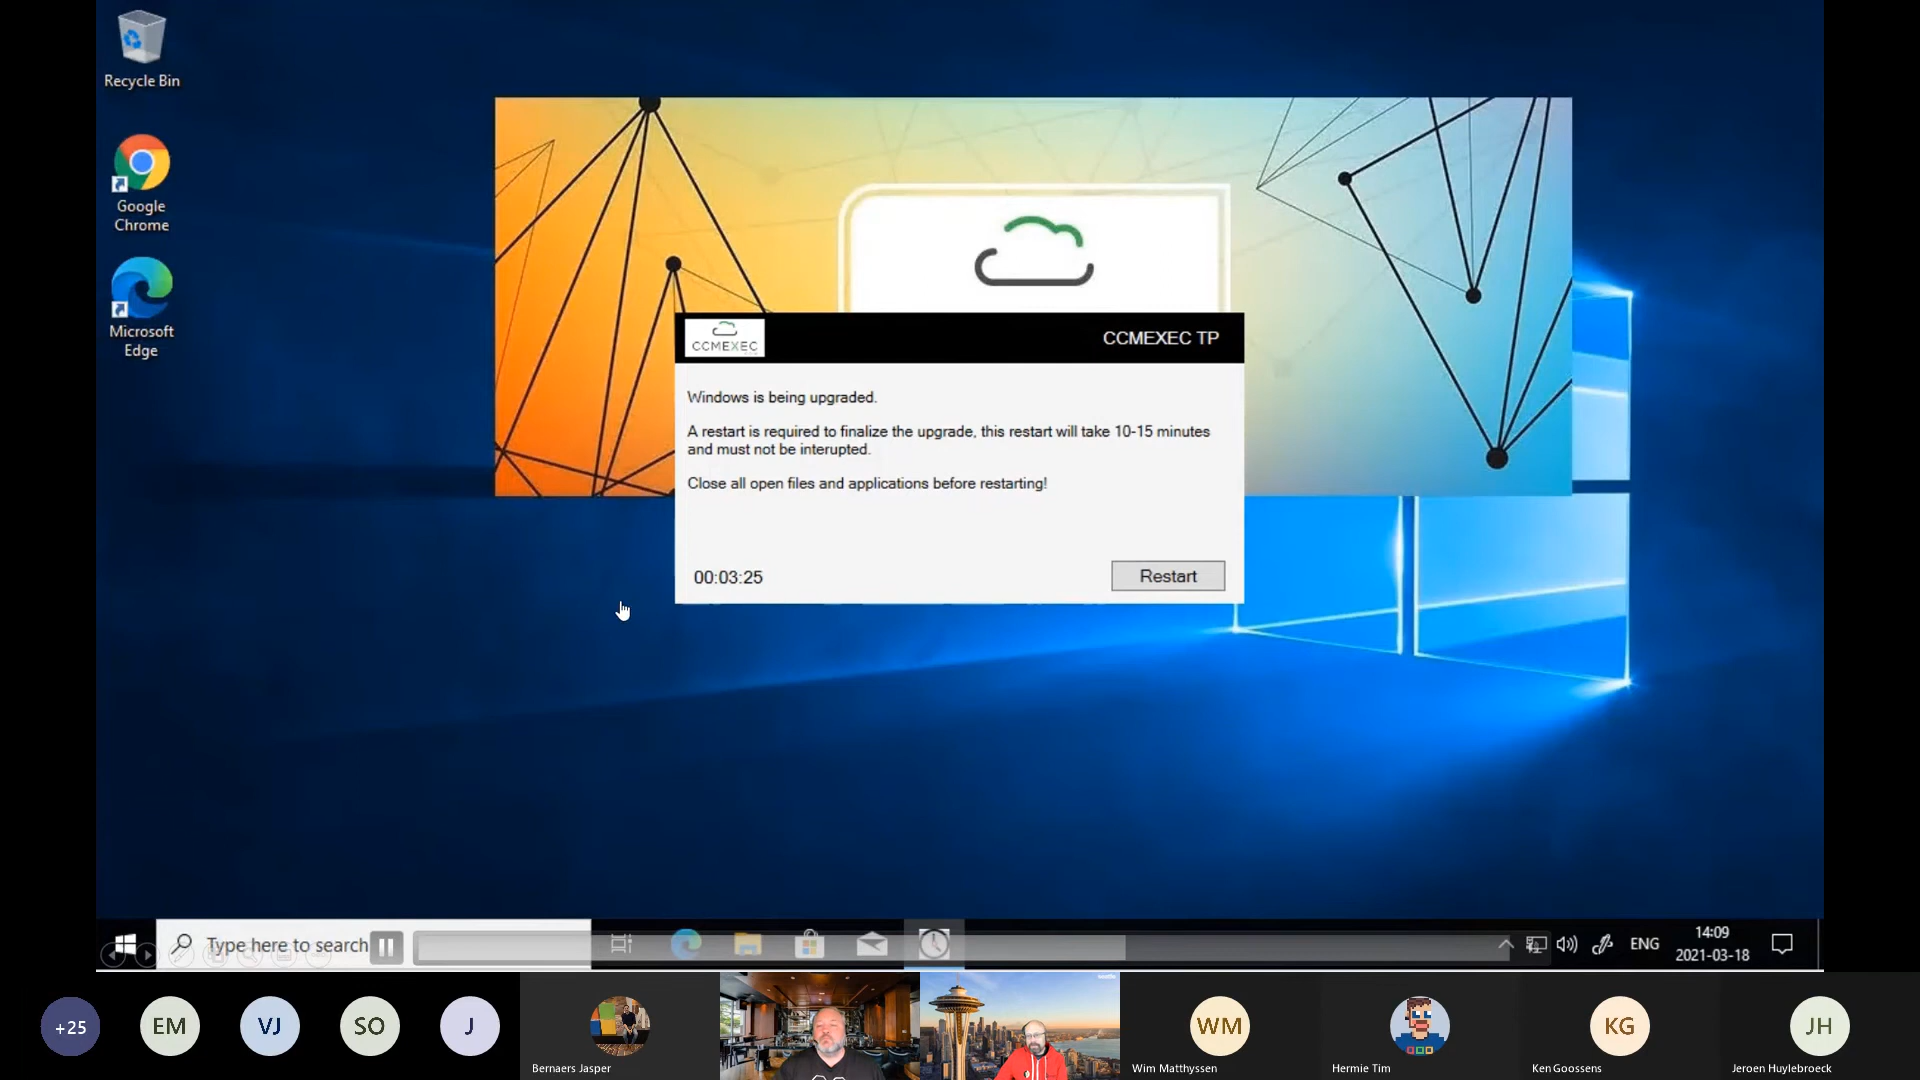 Recycle Bin
Google
Chrome
Microsoft
Edge
CCMEXEC
CCMEXEC TP
Windows is being upgraded.
A restart is required to finalize the upgrade, this restart will take 10-15 minutes
and must not be interupted.
Close all open files and applications before restarting!
00:03:25
Restart
Type here to search
ENG
14:09
2021-03-18
+25
EM
VJ
SO
J
WM
KG
JH
Bernaers Jasper
Wim Matthyssen
Hermie Tim
Ken Goossens
Jeroen Huylebroeck